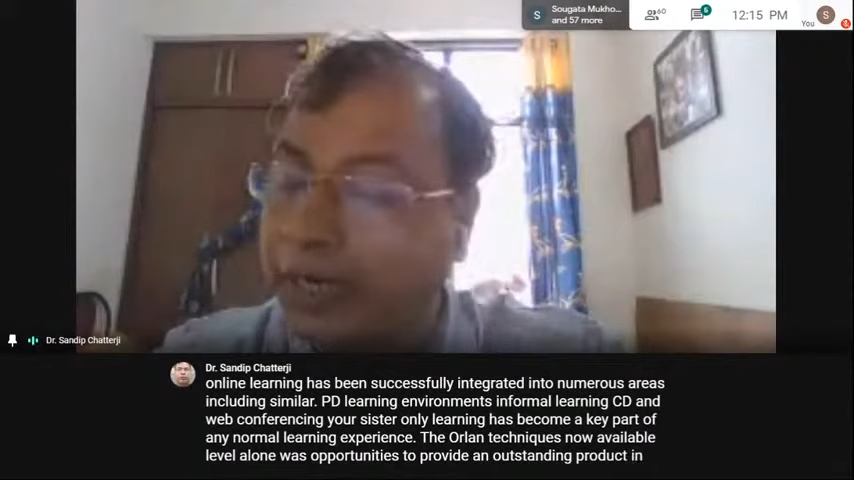 S
Sougata Mukho...
and 57 more
60
6
12:15 PM
You
S
Dr. Sandip Chatterji
Dr. Sandip Chatterji
online learning has been successfully integrated into numerous areas
including similar. PD learning environments informal learning CD and
web conferencing your sister only learning has become a key part of
any normal learning experience. The Orlan techniques now available
level alone was opportunities to provide an outstanding product in